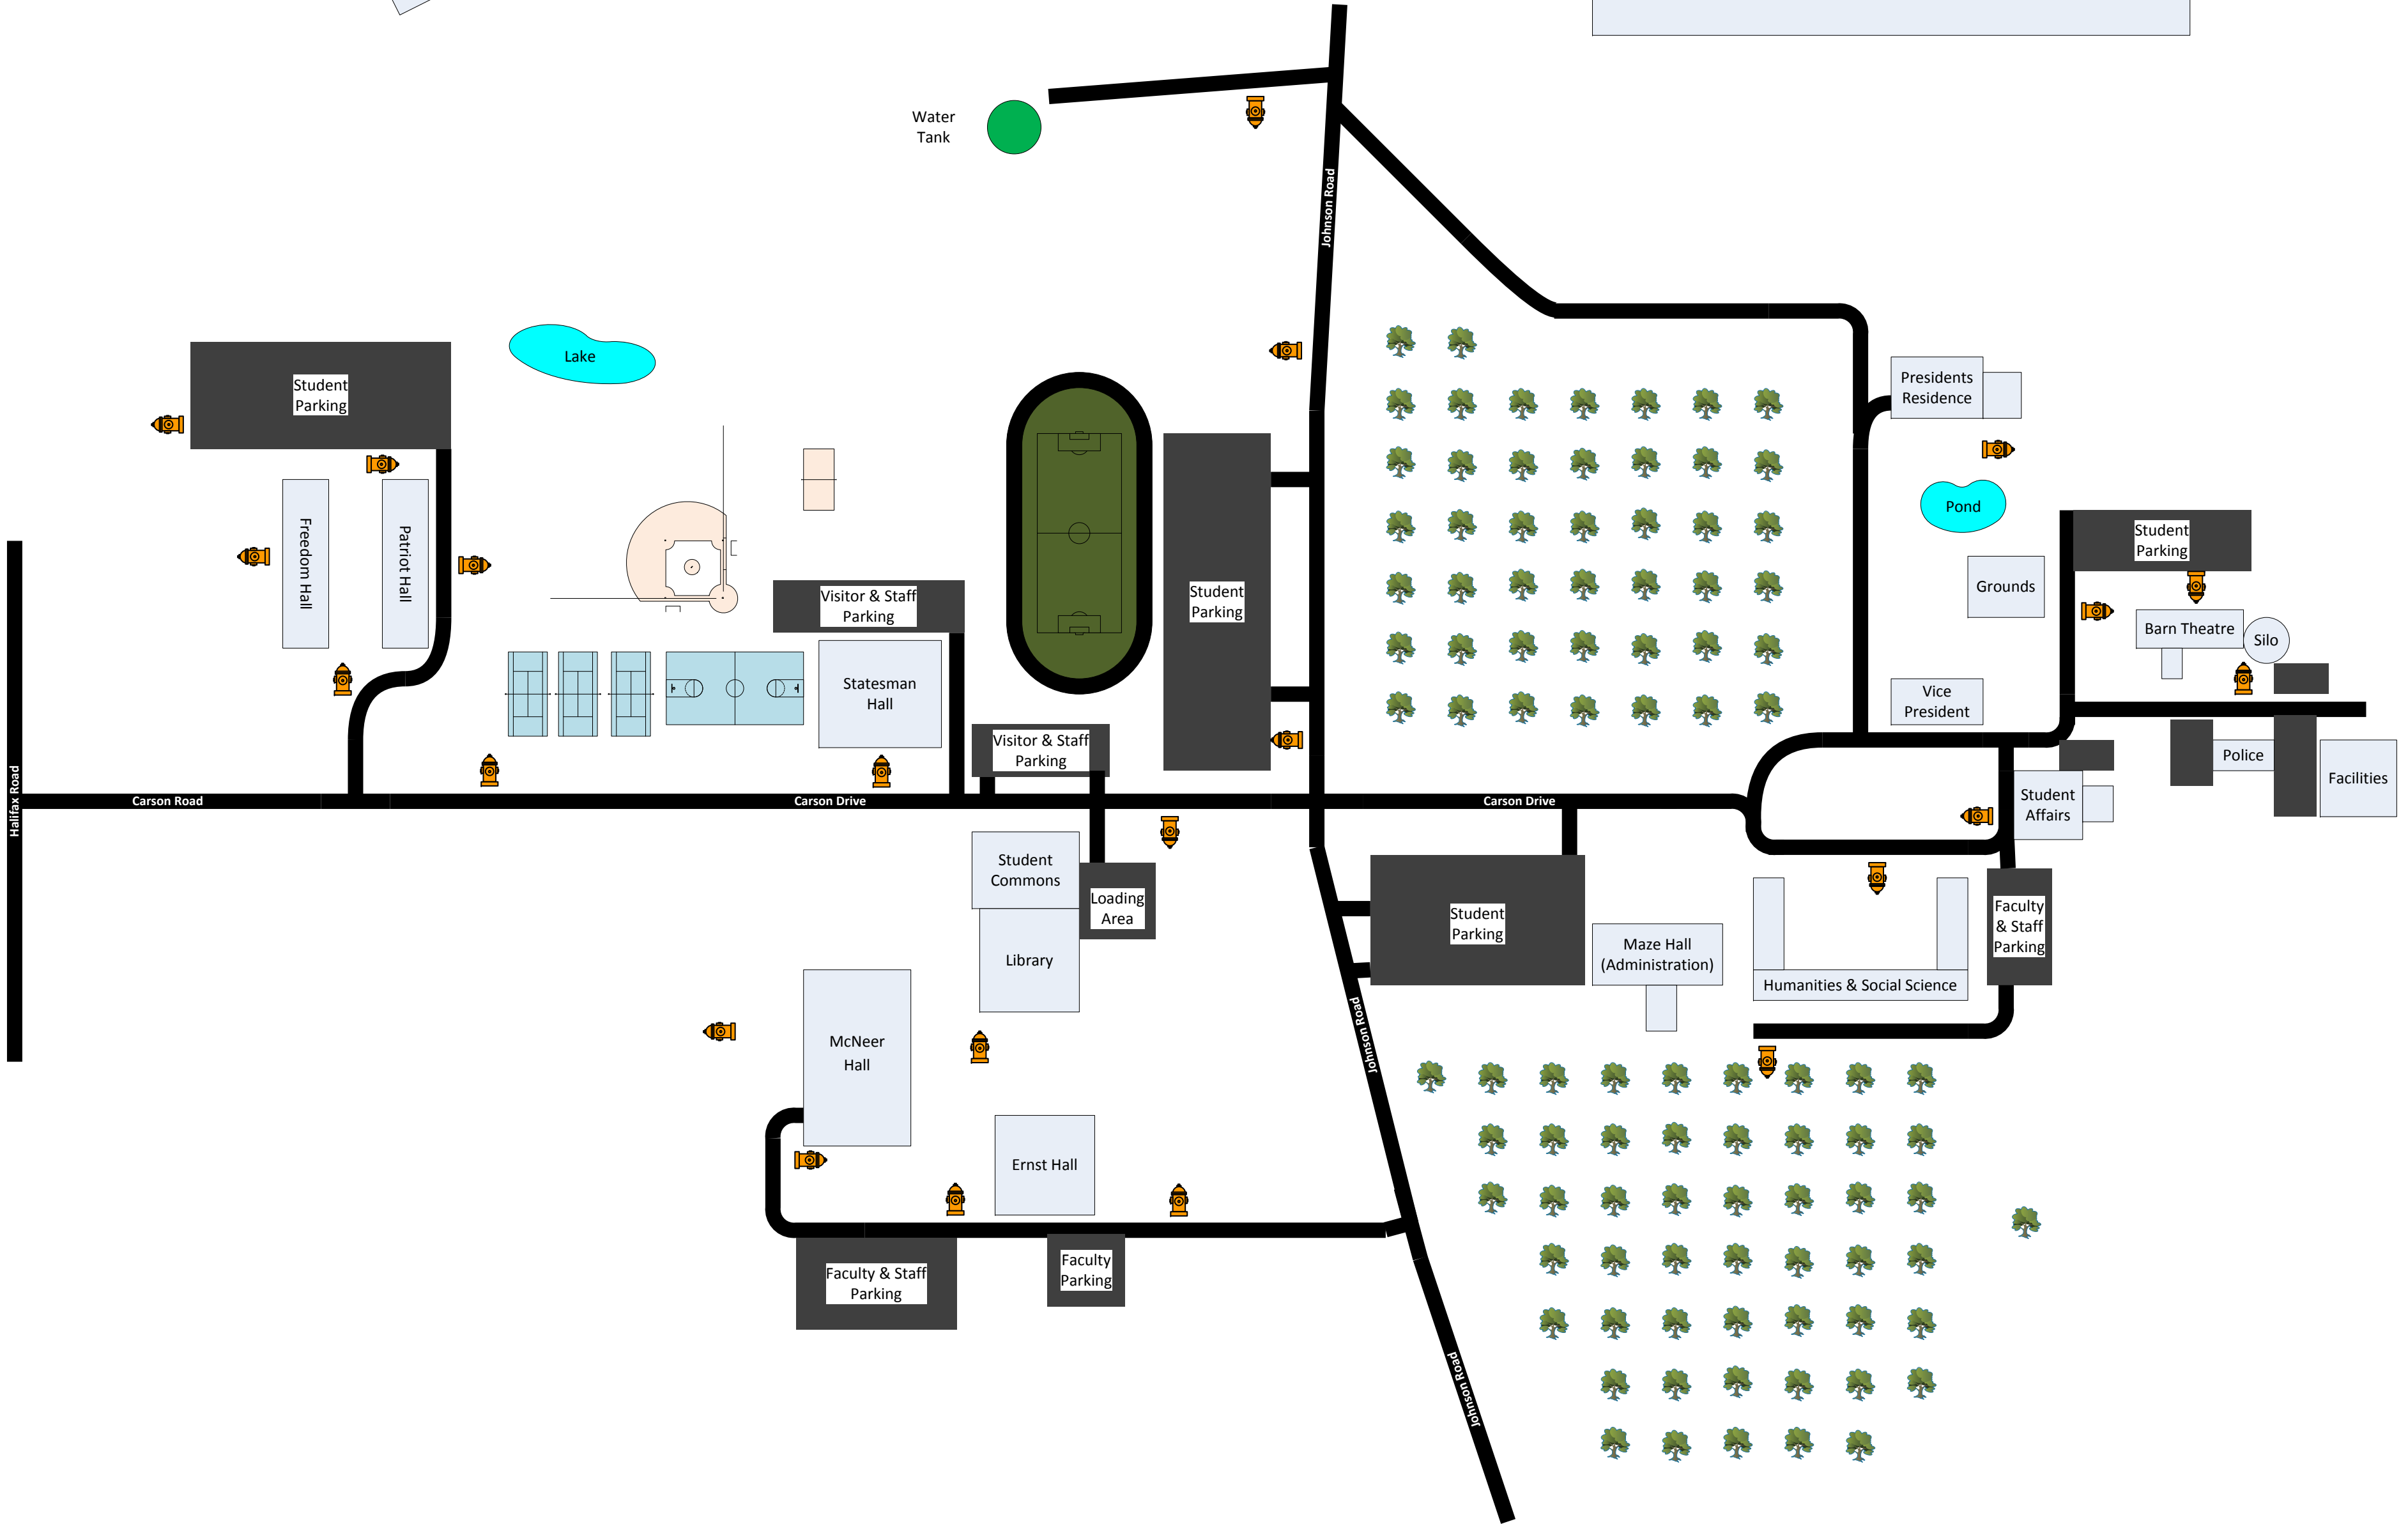 Water
Tank
Johnson Road
Lake
Student
Parking
Presidents
Residence
Pond
Freedom Hall
Patriot Hall
Student
Parking
Grounds
Visitor & Staff
Parking
Student
Parking
Barn Theatre
Silo
Statesman
Hall
Vice
President
Visitor & Staff
Parking
Police
Facilities
Halifax Road
Carson Road
Carson Drive
Carson Drive
Student
Affairs
Student
Commons
Loading
Area
Student
Parking
Faculty
& Staff
Parking
Maze Hall
(Administration)
Library
Humanities & Social Science
McNeer
Hall
Johnson Road
Ernst Hall
Faculty & Staff
Parking
Faculty
Parking
Johnson Road